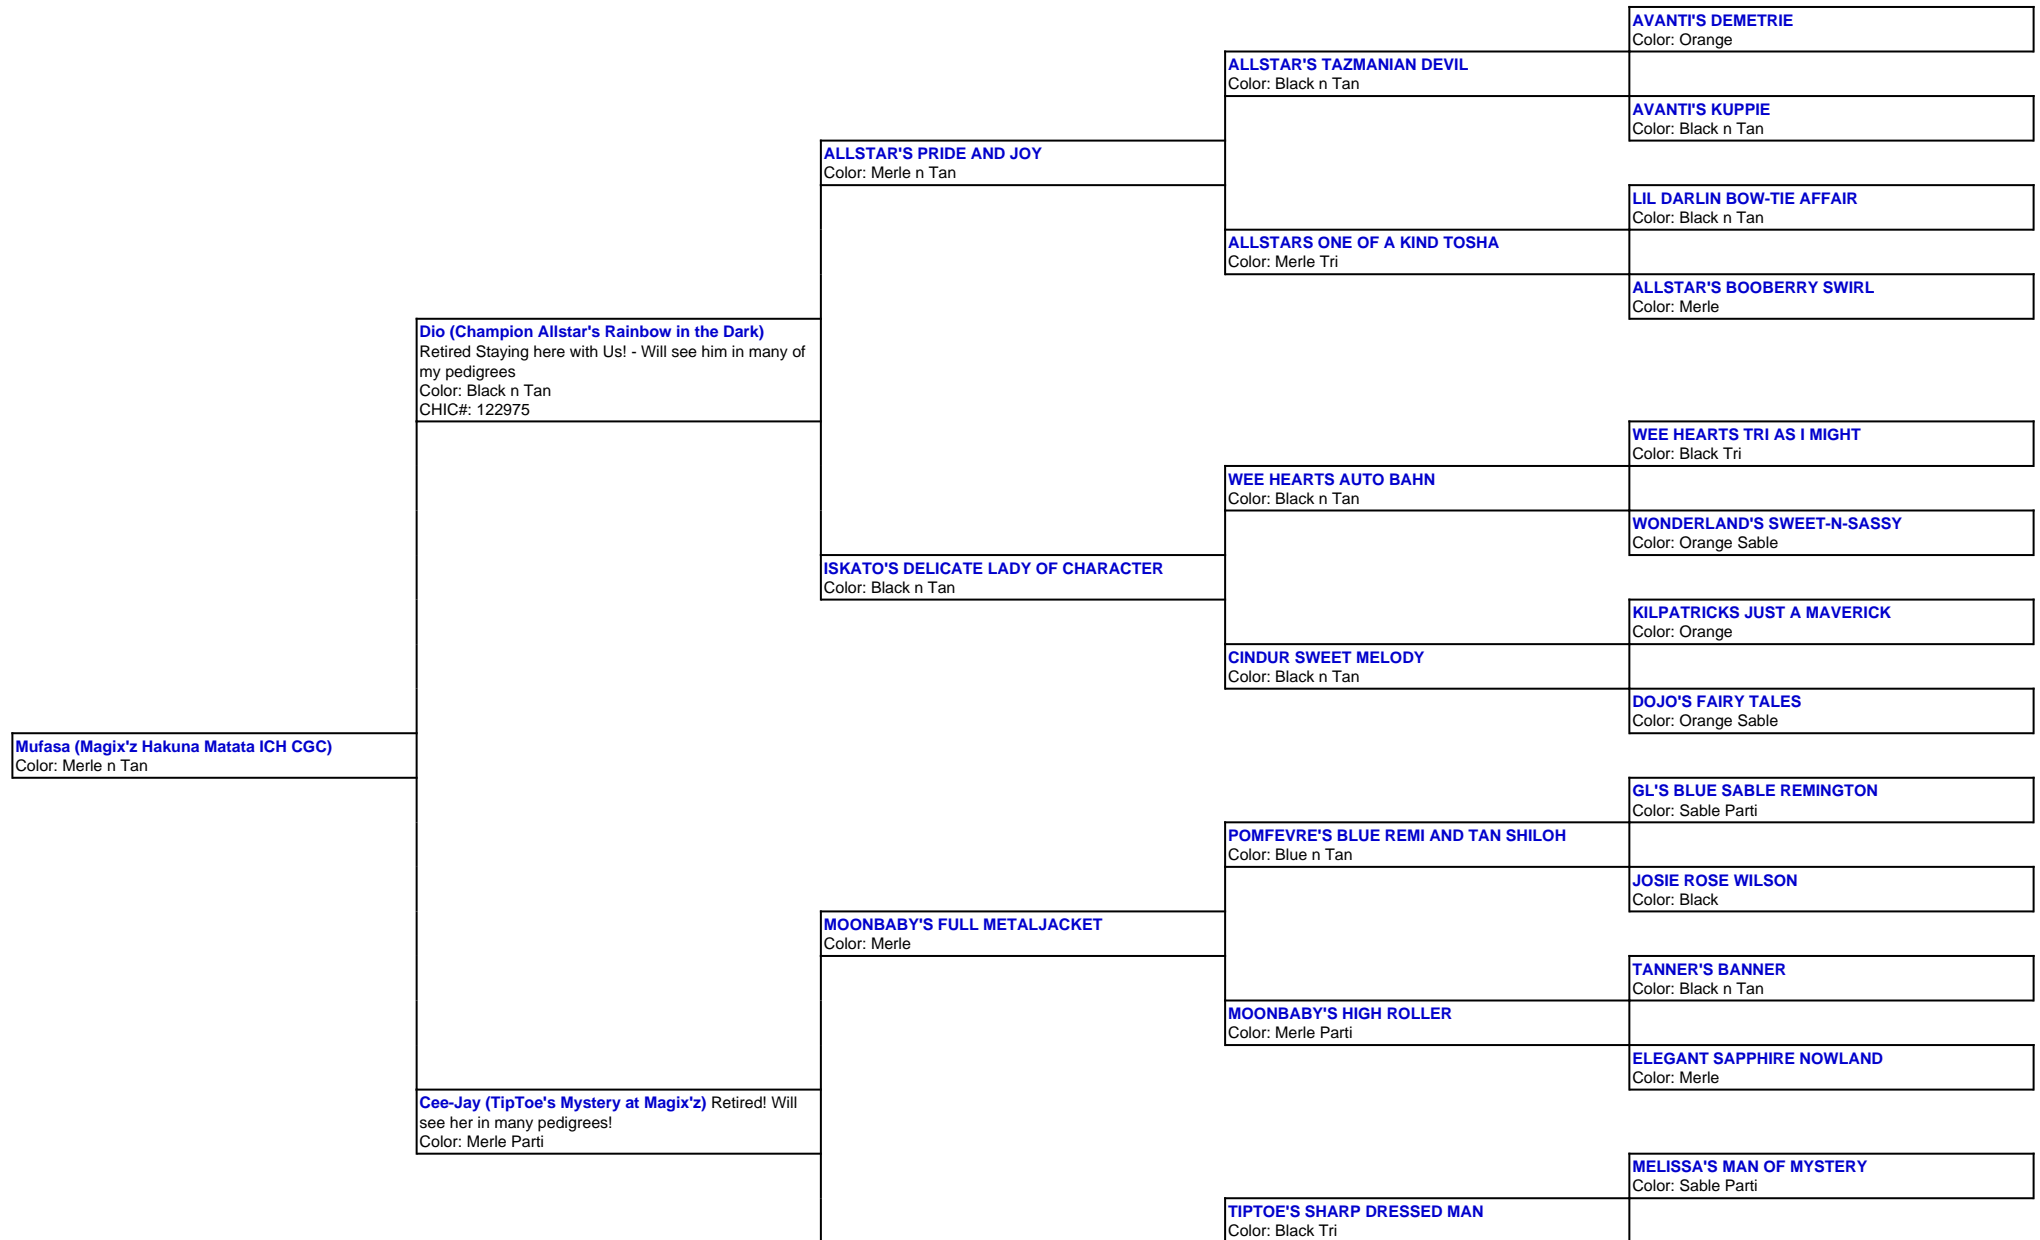 AVANTI'S DEMETRIE
Color: Orange
ALLSTAR'S TAZMANIAN DEVIL
Color: Black n Tan
AVANTI'S KUPPIE
Color: Black n Tan
ALLSTAR'S PRIDE AND JOY
Color: Merle n Tan
LIL DARLIN BOW-TIE AFFAIR
Color: Black n Tan
ALLSTARS ONE OF A KIND TOSHA
Color: Merle Tri
ALLSTAR'S BOOBERRY SWIRL
Color: Merle
Dio (Champion Allstar's Rainbow in the Dark)
Retired Staying here with Us! - Will see him in many of
my pedigrees
Color: Black n Tan
CHIC#: 122975
WEE HEARTS TRI AS I MIGHT
Color: Black Tri
WEE HEARTS AUTO BAHN
Color: Black n Tan
WONDERLAND'S SWEET-N-SASSY
Color: Orange Sable
ISKATO'S DELICATE LADY OF CHARACTER
Color: Black n Tan
KILPATRICKS JUST A MAVERICK
Color: Orange
CINDUR SWEET MELODY
Color: Black n Tan
DOJO'S FAIRY TALES
Color: Orange Sable
Mufasa (Magix'z Hakuna Matata ICH CGC)
Color: Merle n Tan
GL'S BLUE SABLE REMINGTON
Color: Sable Parti
POMFEVRE'S BLUE REMI AND TAN SHILOH
Color: Blue n Tan
JOSIE ROSE WILSON
Color: Black
MOONBABY'S FULL METALJACKET
Color: Merle
TANNER'S BANNER
Color: Black n Tan
MOONBABY'S HIGH ROLLER
Color: Merle Parti
ELEGANT SAPPHIRE NOWLAND
Color: Merle
Cee-Jay (TipToe's Mystery at Magix'z) Retired! Will
see her in many pedigrees!
Color: Merle Parti
MELISSA'S MAN OF MYSTERY
Color: Sable Parti
TIPTOE'S SHARP DRESSED MAN
Color: Black Tri